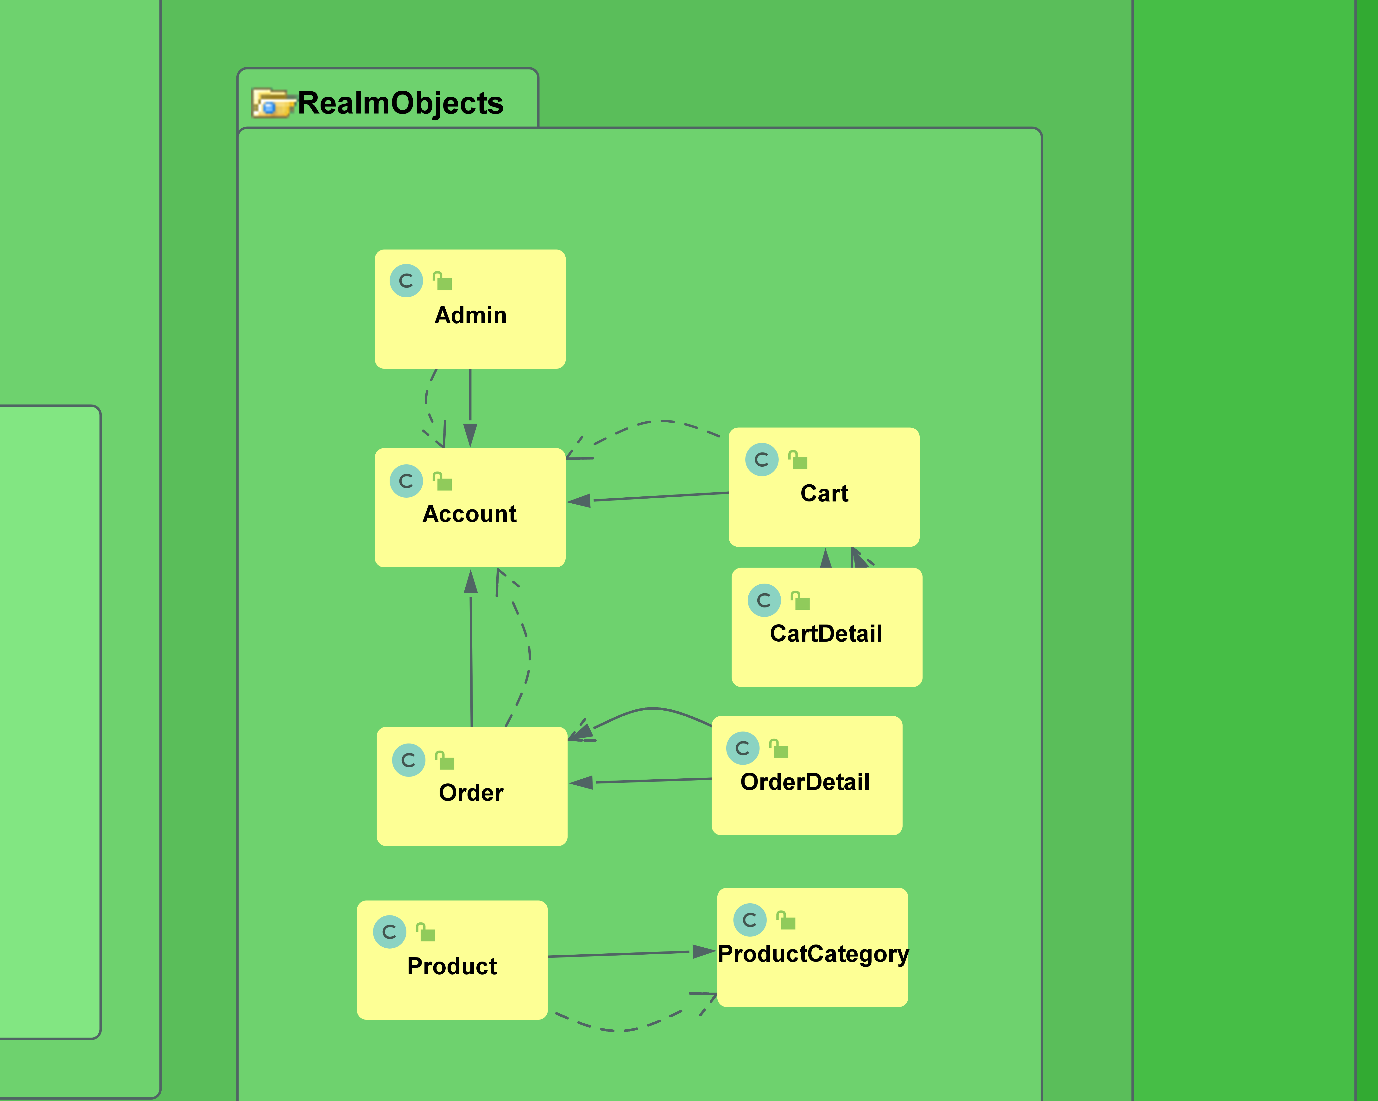 RealmObjects
C
Admin
C
Account
C
Cart
C
CartDetail
C
Order
C
OrderDetail
C
Product
C
ProductCategory